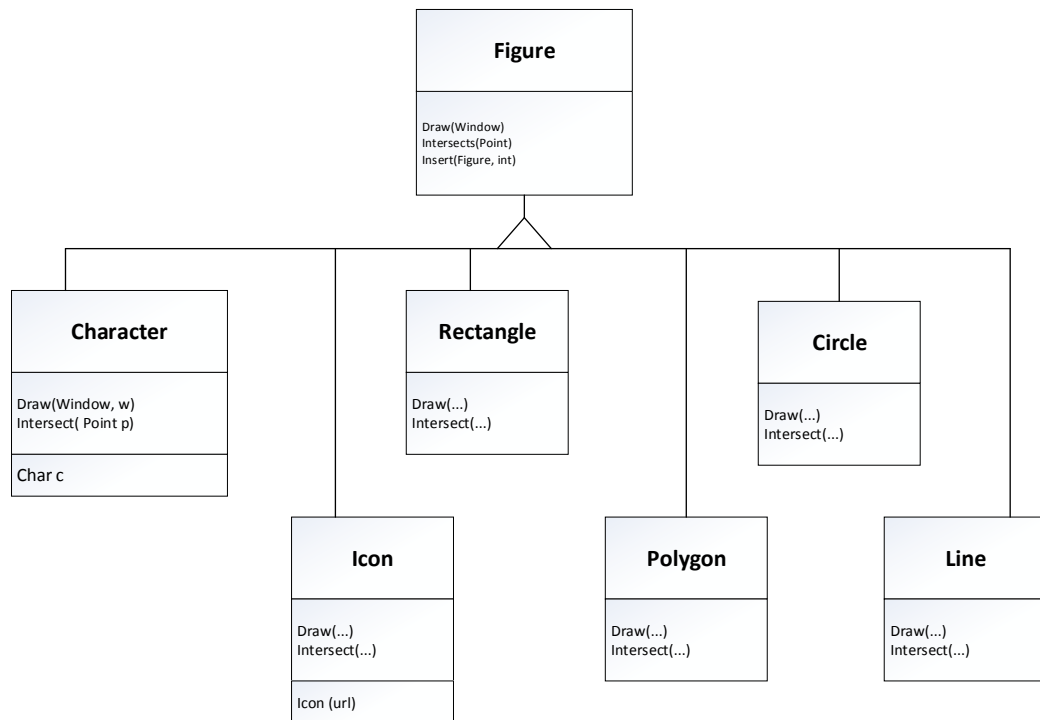 Figure
Draw(Window)
Intersects(Point)
Insert(Figure, int)
Character
Draw(Window, w)
Intersect( Point p)
Char c
Rectangle
Draw(...)
Intersect(...)
Circle
Draw(...)
Intersect(...)
Icon
Draw(...)
Intersect(...)
Icon (url)
Polygon
Draw(...)
Intersect(...)
Line
Draw(...)
Intersect(...)